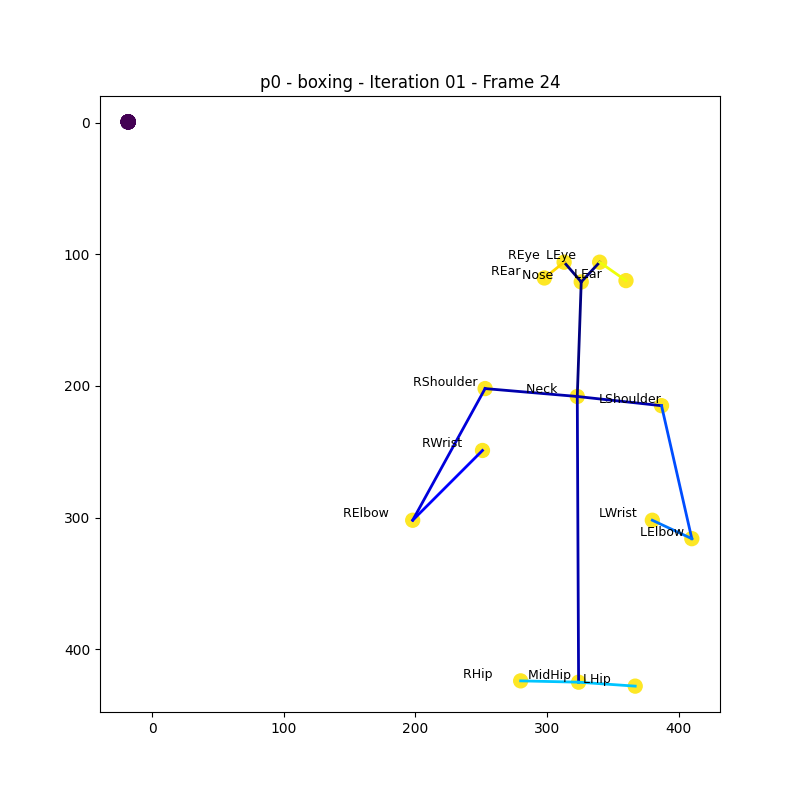 p0 - boxing - Iteration 01 - Frame 24
0
100
200
300
400
REye LEye
REar Nose LEar
RShoulder Neck LShoulder
RWrist
RElbow LWrist
LElbow
RHip MidHip LHip
0 100 200 300 400